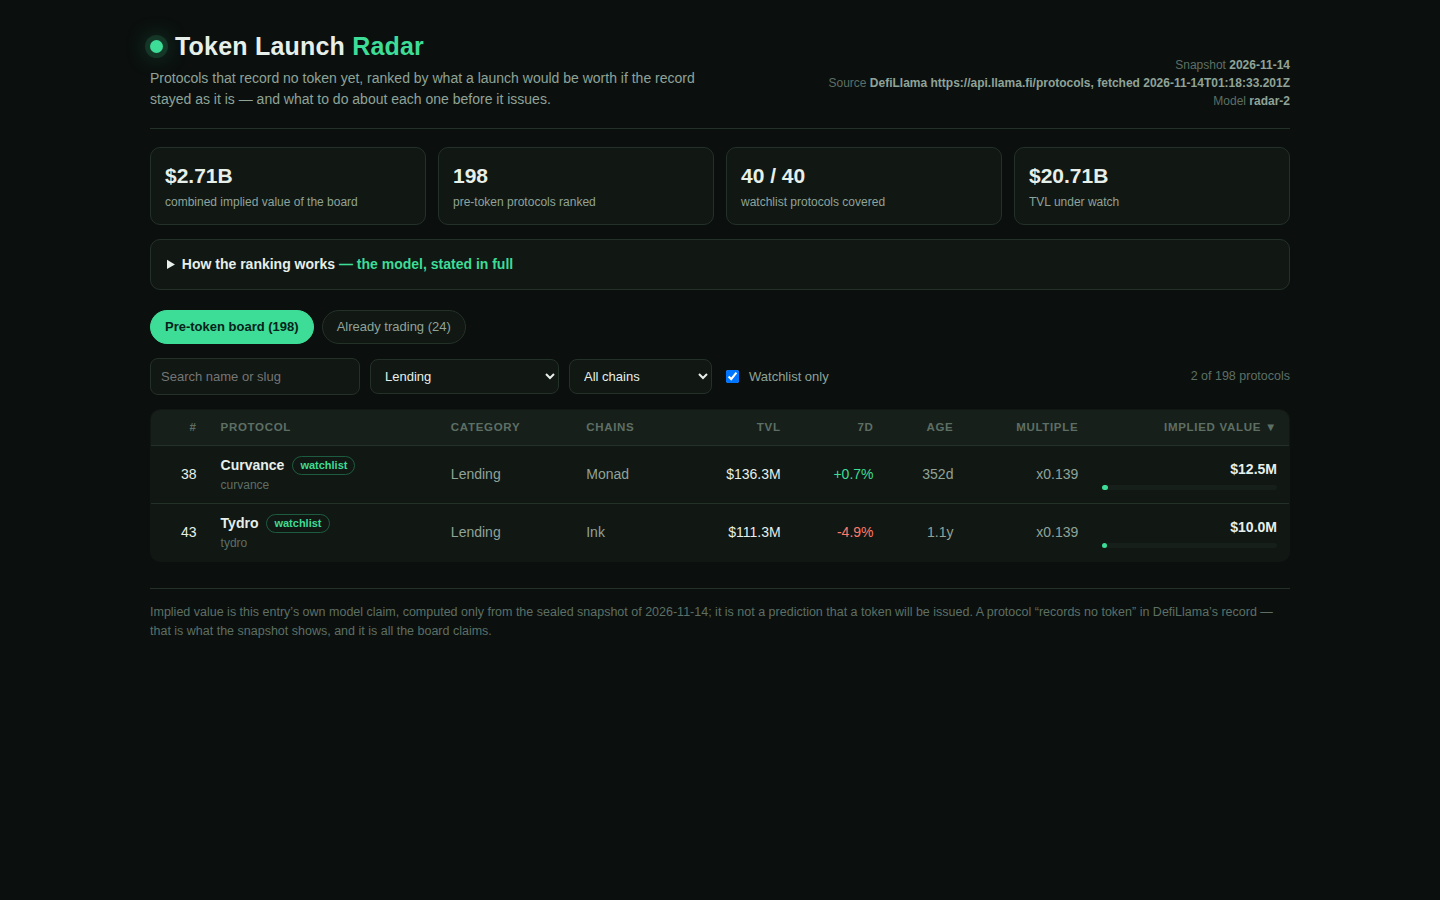 Token Launch Radar
Protocols that record no token yet, ranked by what a launch would be worth if the record
stayed as it is — and what to do about each one before it issues.
Snapshot 2026-11-14
Source DefiLlama https://api.llama.fi/protocols, fetched 2026-11-14T01:18:33.201Z
Model radar-2
$2.71B
combined implied value of the board
198
pre-token protocols ranked
40 / 40
watchlist protocols covered
$20.71B
TVL under watch
▶ How the ranking works — the model, stated in full
Pre-token board (198)
Already trading (24)
Search name or slug
Lending
All chains
Watchlist only
2 of 198 protocols
# PROTOCOL CATEGORY CHAINS TVL 7D AGE MULTIPLE IMPLIED VALUE ▼
38 Curvance watchlist Lending Monad $136.3M +0.7% 352d x0.139 $12.5M
curvance
43 Tydro watchlist Lending Ink $111.3M -4.9% 1.1y x0.139 $10.0M
tydro
Implied value is this entry’s own model claim, computed only from the sealed snapshot of 2026-11-14; it is not a prediction that a token will be issued. A protocol “records no token” in DefiLlama’s record —
that is what the snapshot shows, and it is all the board claims.